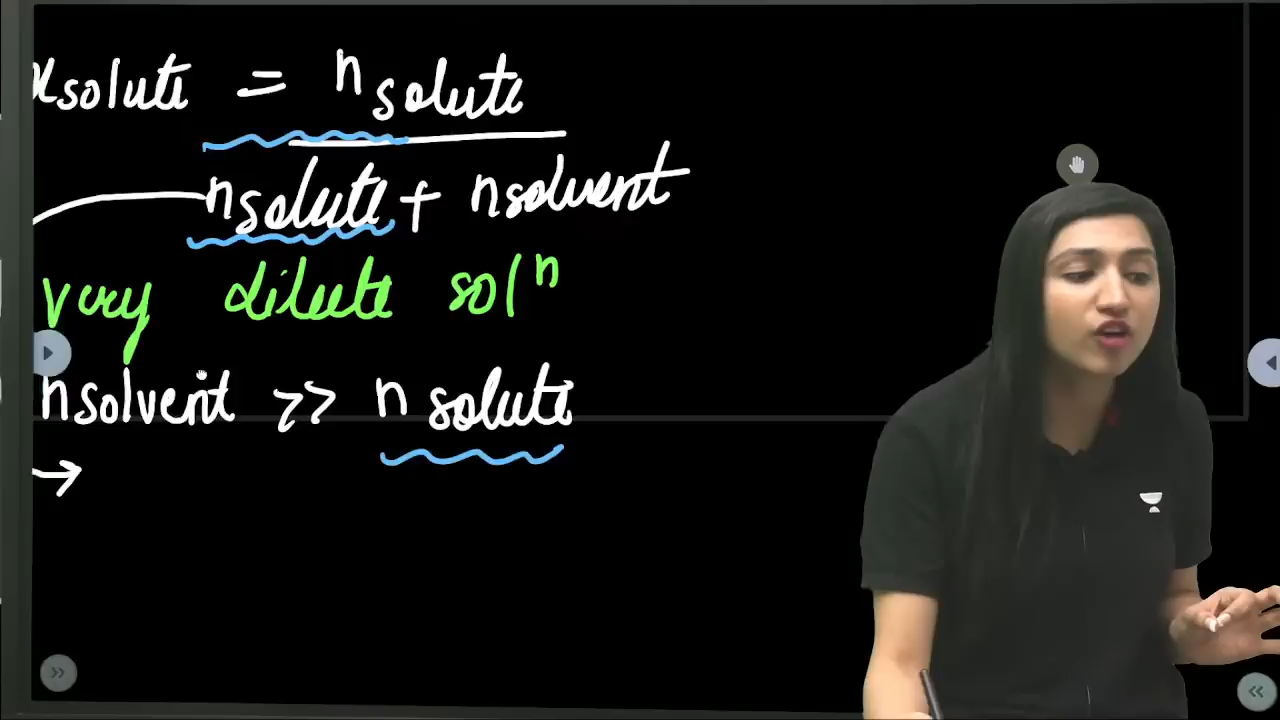 xsolute = nsolute
nsolute + nsolvent
very dilute solⁿ
nsolvent >> nsolute
→